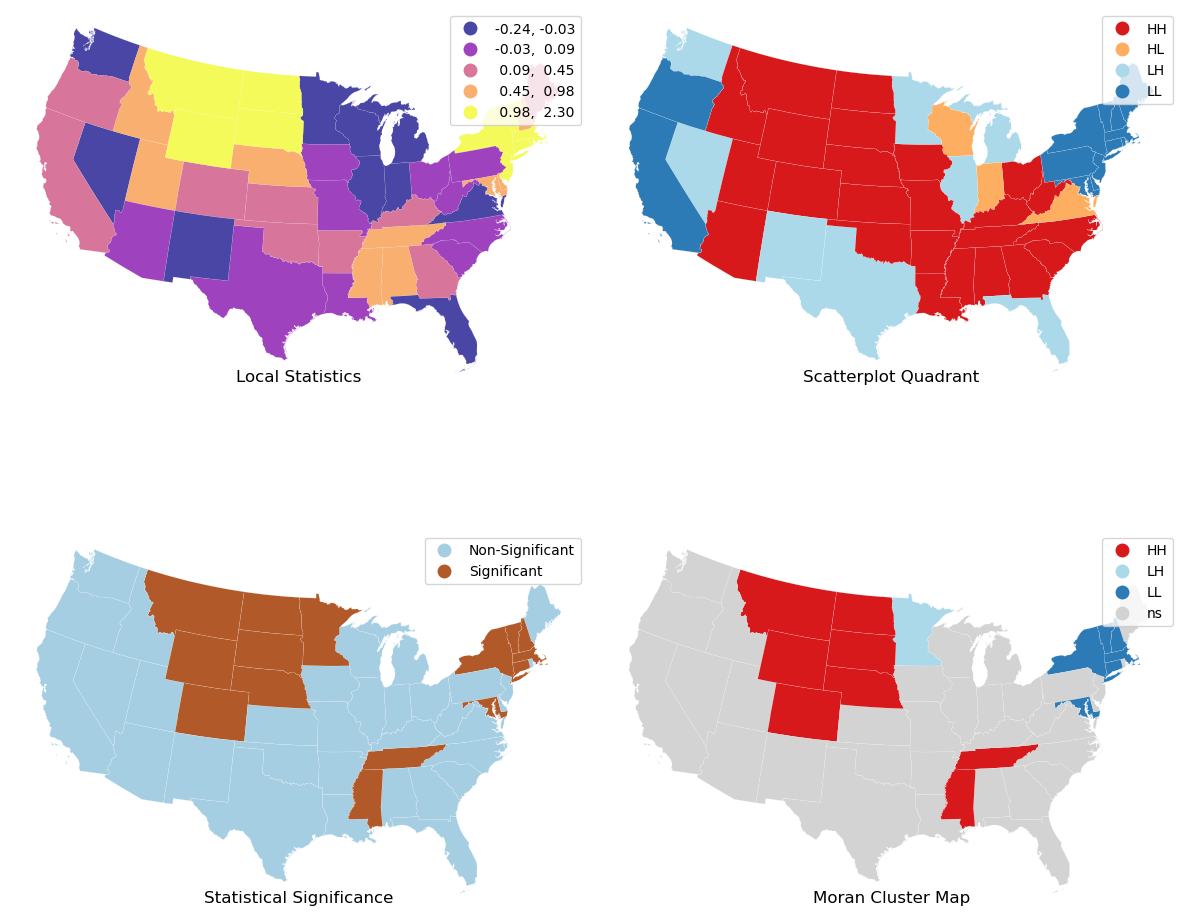 -0.24, -0.03
-0.03,  0.09
0.09,  0.45
0.45,  0.98
0.98,  2.30
Local Statistics
HH
HL
LH
LL
Scatterplot Quadrant
Non-Significant
Significant
Statistical Significance
HH
LH
LL
ns
Moran Cluster Map